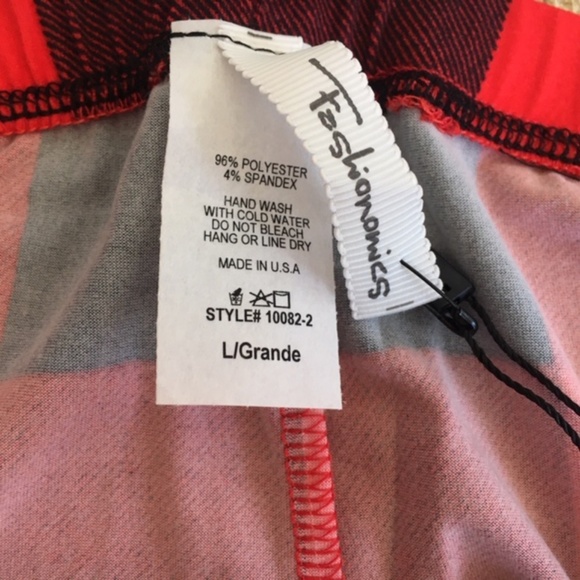 96% POLYESTER
4% SPANDEX
HAND WASH
WITH COLD WATER
DO NOT BLEACH
HANG OR LINE DRY
MADE IN U.S.A
STYLE# 10082-2
L/Grande
Fashionomics